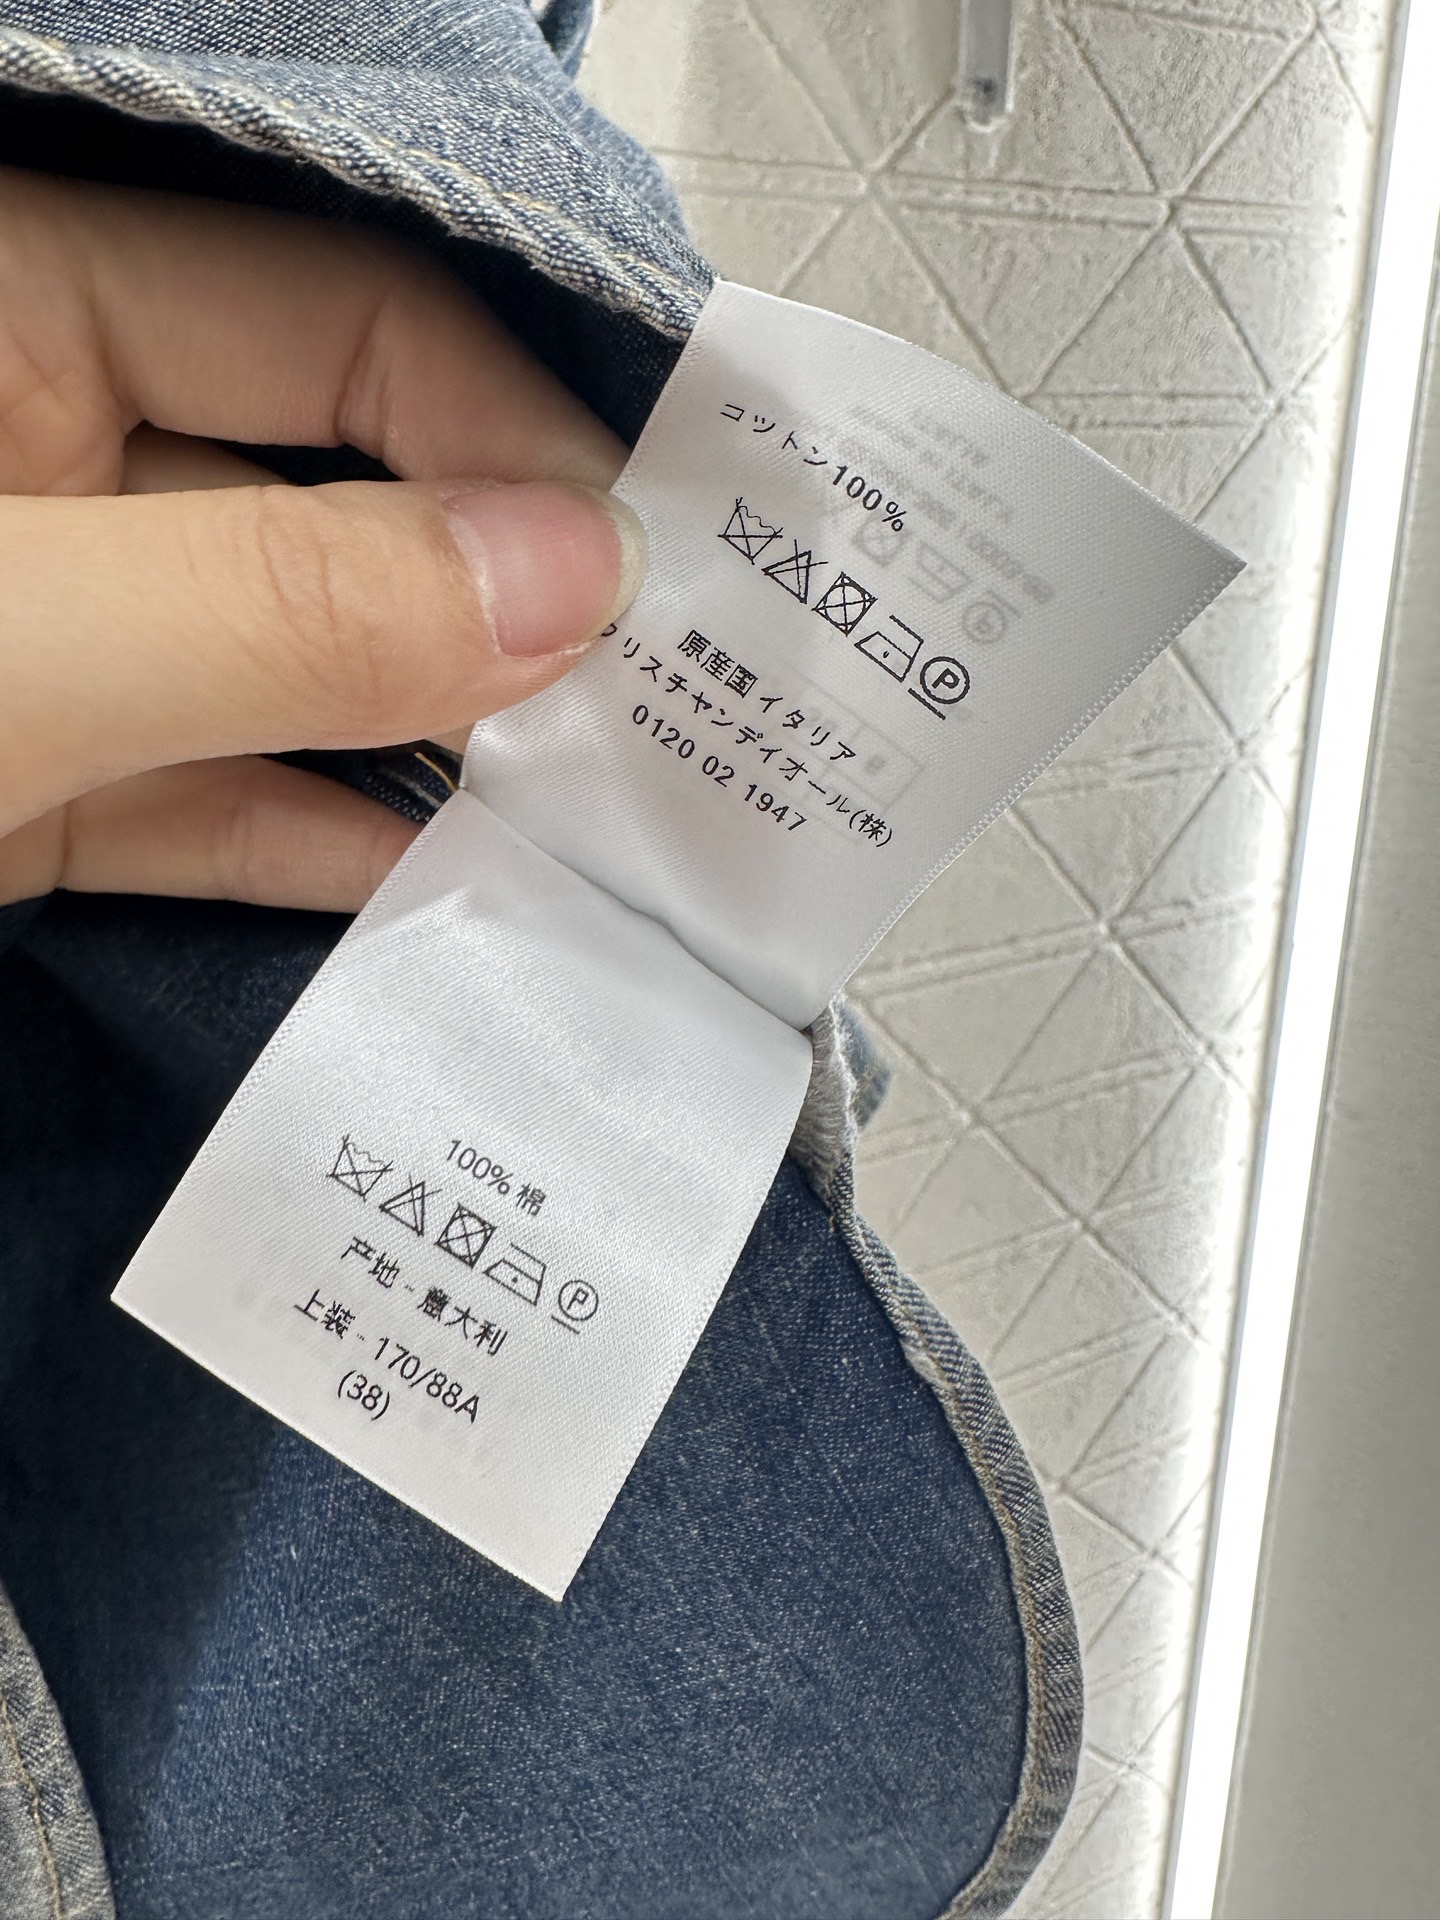 コットン100%
P
原産国 イタリア
リスチャンディオール(株)
0120 02 1947
100% 棉
P
产地 意大利
上装 170/88A
(38)